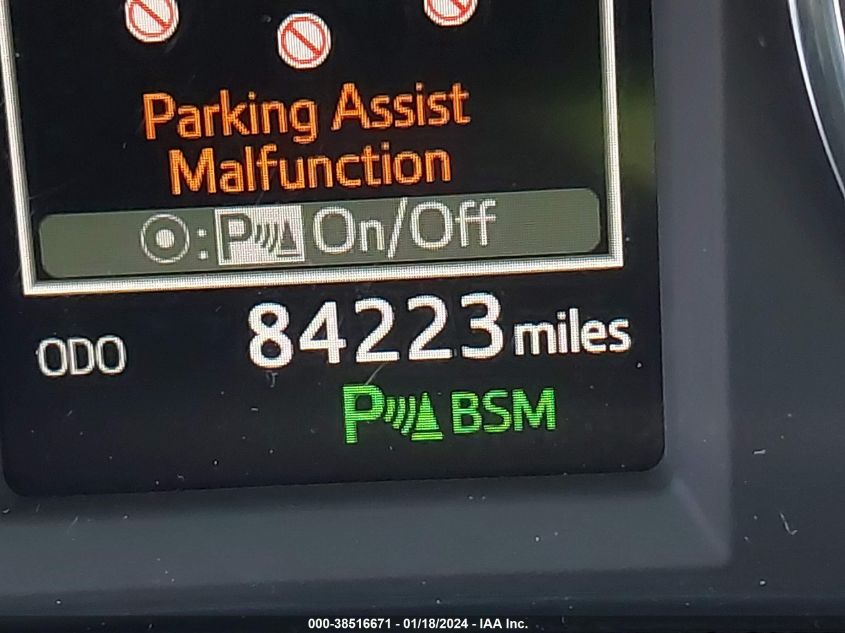 Parking Assist
Malfunction
: P On/Off
ODO 84223 miles
P BSM
000-38516671 - 01/18/2024 - IAA Inc.